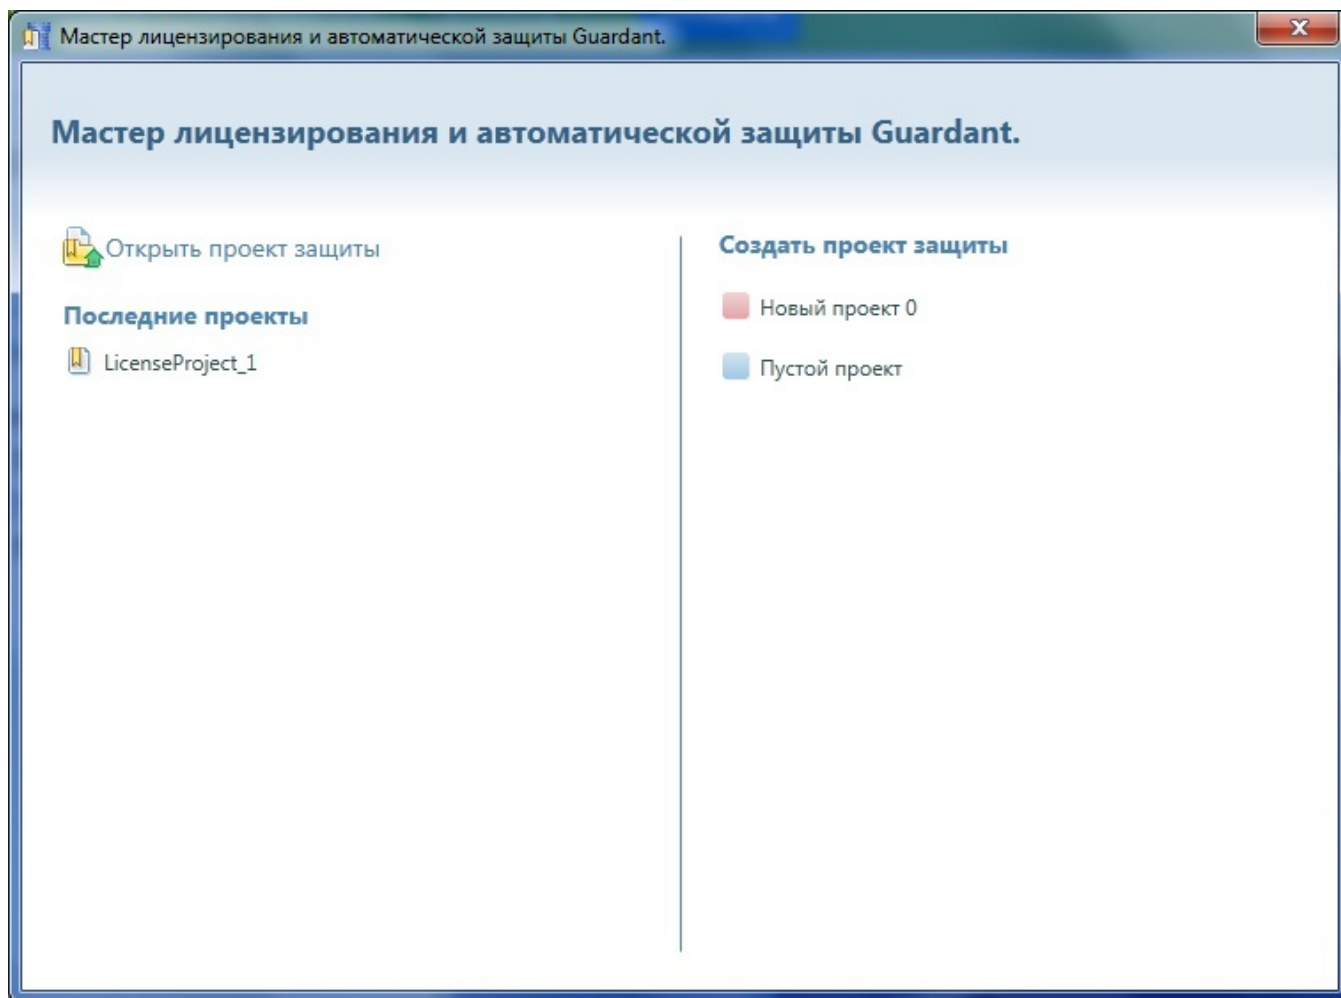 Мастер лицензирования и автоматической защиты Guardant.
Мастер лицензирования и автоматической защиты Guardant.
Открыть проект защиты
Последние проекты
LicenseProject_1
Создать проект защиты
Новый проект 0
Пустой проект